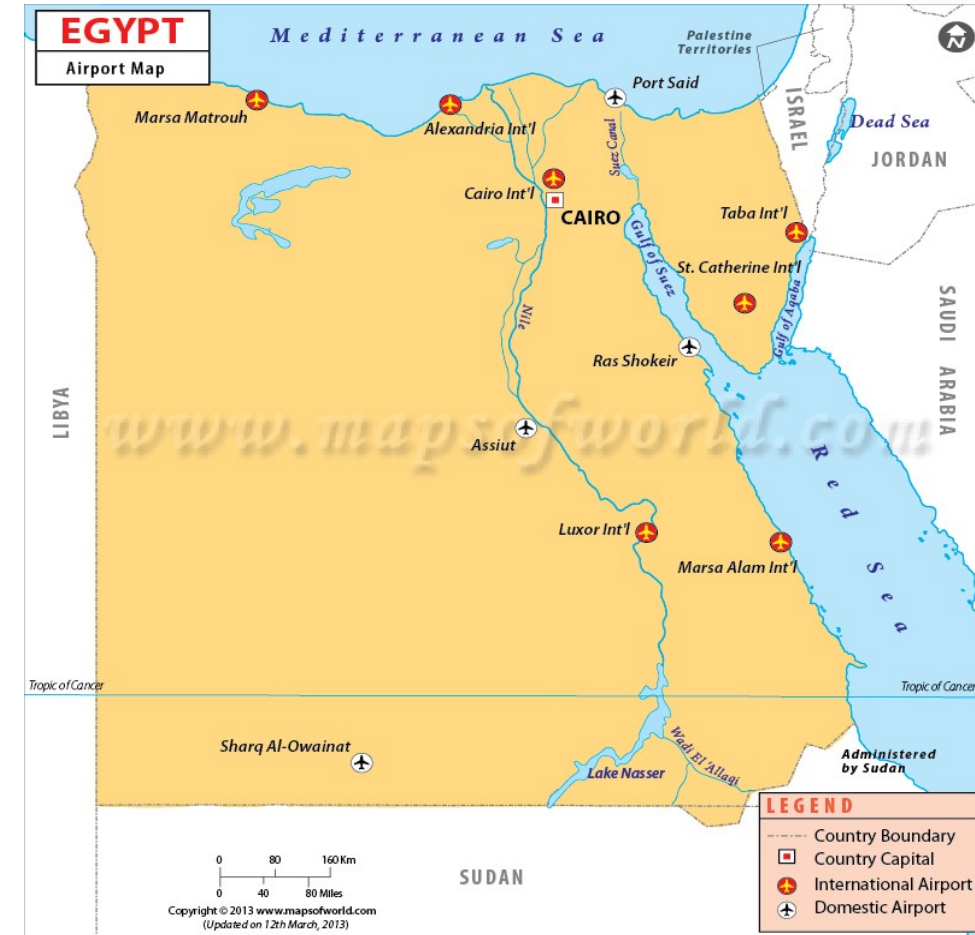 EGYPT
Airport Map
Mediterranean Sea
Palestine
Territories
N
Port Said
Marsa Matrouh
Alexandria Int'l
Suez Canal
ISRAEL
Dead Sea
JORDAN
Cairo Int'l
CAIRO
Taba Int'l
Gulf of Suez
St. Catherine Int'l
Gulf of Aqaba
SAUDI ARABIA
Nile
Ras Shokeir
LIBYA
www.mapsofworld.com
Assiut
Red Sea
Luxor Int'l
Marsa Alam Int'l
Tropic of Cancer
Tropic of Cancer
Sharq Al-Owainat
Wadi El 'Allaqi
Lake Nasser
Administered
by Sudan
SUDAN
0 80 160 Km
0 40 80 Miles
Copyright © 2013 www.mapsofworld.com
(Updated on 12th March, 2013)
LEGEND
Country Boundary
Country Capital
International Airport
Domestic Airport